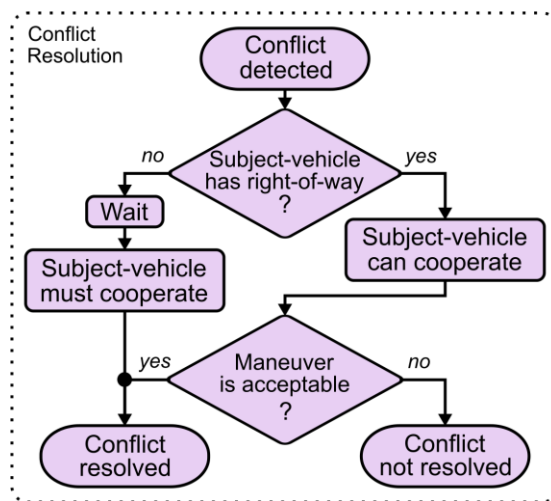 Conflict
Resolution
Conflict
detected
no
Subject-vehicle
has right-of-way
?
yes
Wait
Subject-vehicle
can cooperate
Subject-vehicle
must cooperate
yes
Maneuver
is acceptable
?
no
Conflict
resolved
Conflict
not resolved